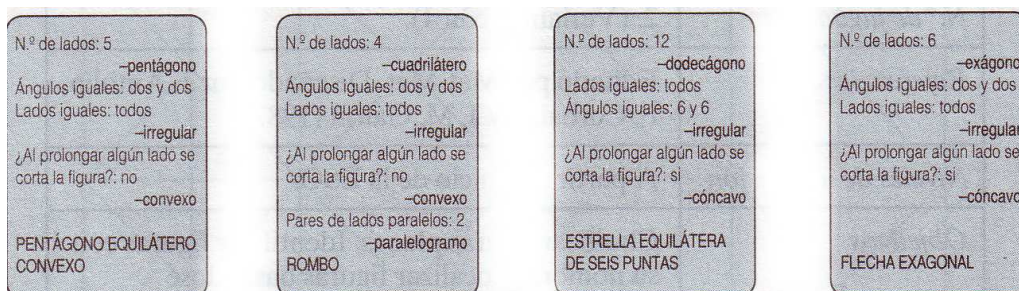 N.º de lados: 5
–pentágono
Ángulos iguales: dos y dos
Lados iguales: todos
–irregular
¿Al prolongar algún lado se
corta la figura?: no
–convexo
PENTÁGONO EQUILÁTERO
CONVEXO
N.º de lados: 4
–cuadrilátero
Ángulos iguales: dos y dos
Lados iguales: todos
–irregular
¿Al prolongar algún lado se
corta la figura?: no
–convexo
Pares de lados paralelos: 2
–paralelogramo
ROMBO
N.º de lados: 12
–dodecágono
Lados iguales: todos
Ángulos iguales: 6 y 6
–irregular
¿Al prolongar algún lado se
corta la figura?: si
–cóncavo
ESTRELLA EQUILÁTERA
DE SEIS PUNTAS
N.º de lados: 6
–exágono
Ángulos iguales: dos y dos
Lados iguales: todos
–irregular
¿Al prolongar algún lado se
corta la figura?: si
–cóncavo
FLECHA EXAGONAL